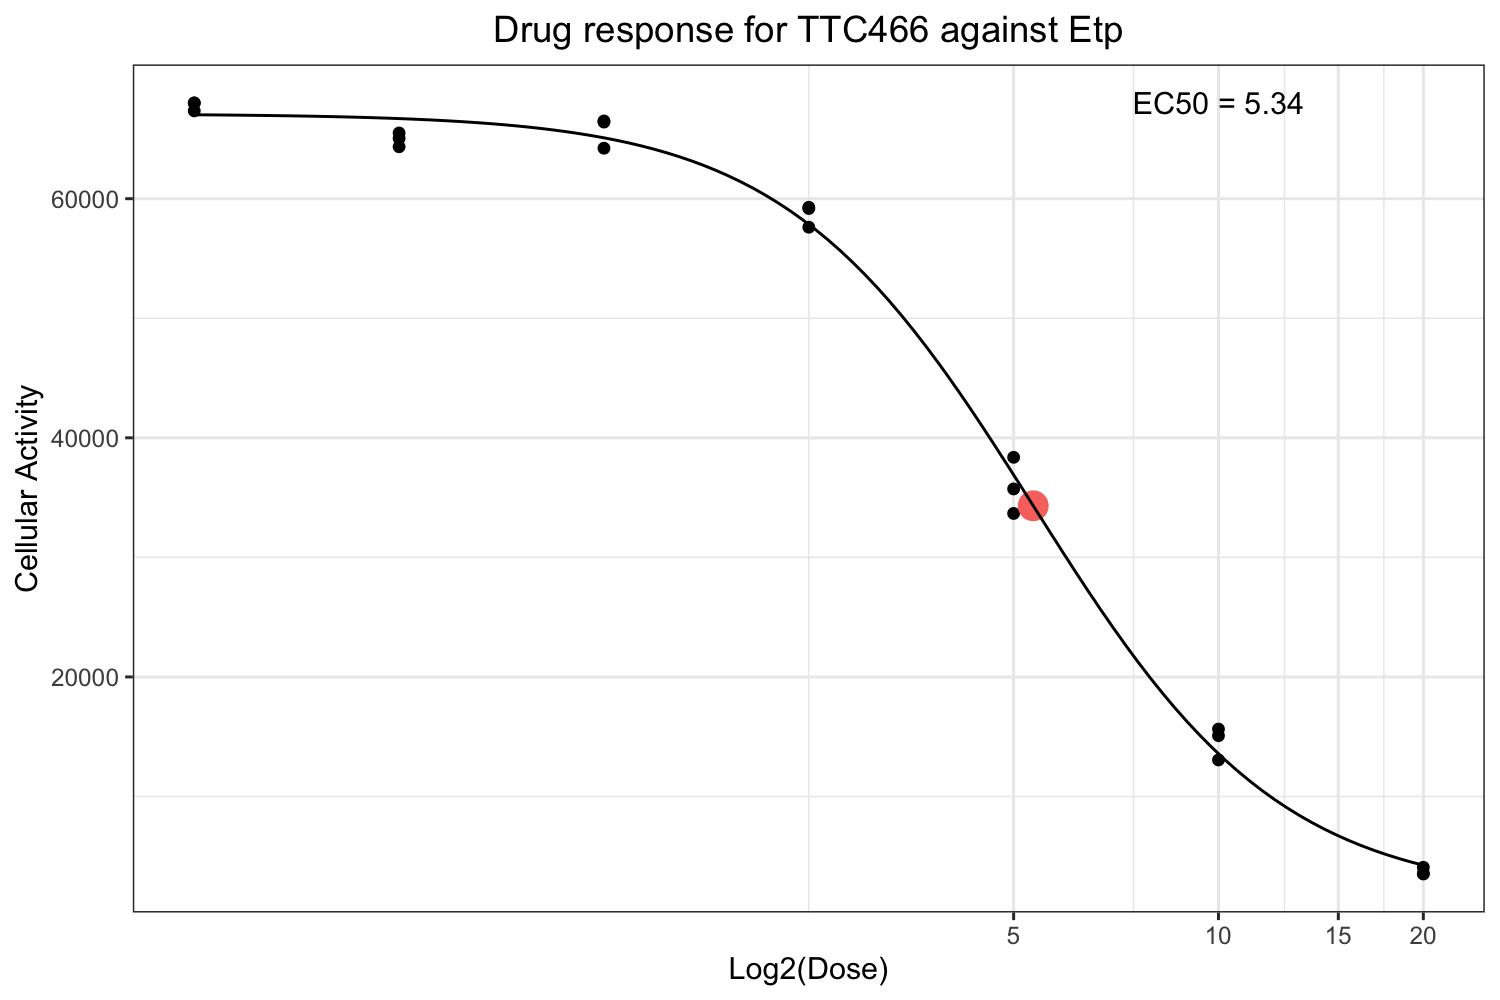 Drug response for TTC466 against Etp
EC50 = 5.34
60000
40000
20000
Cellular Activity
5 10 15 20
Log2(Dose)